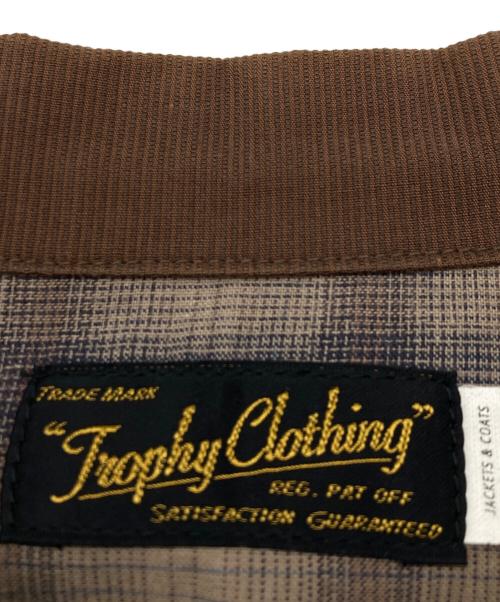 TRADE MARK
"Trophy Clothing"
REG. PAT OFF
SATISFACTION GUARANTEED
JACKETS & COATS